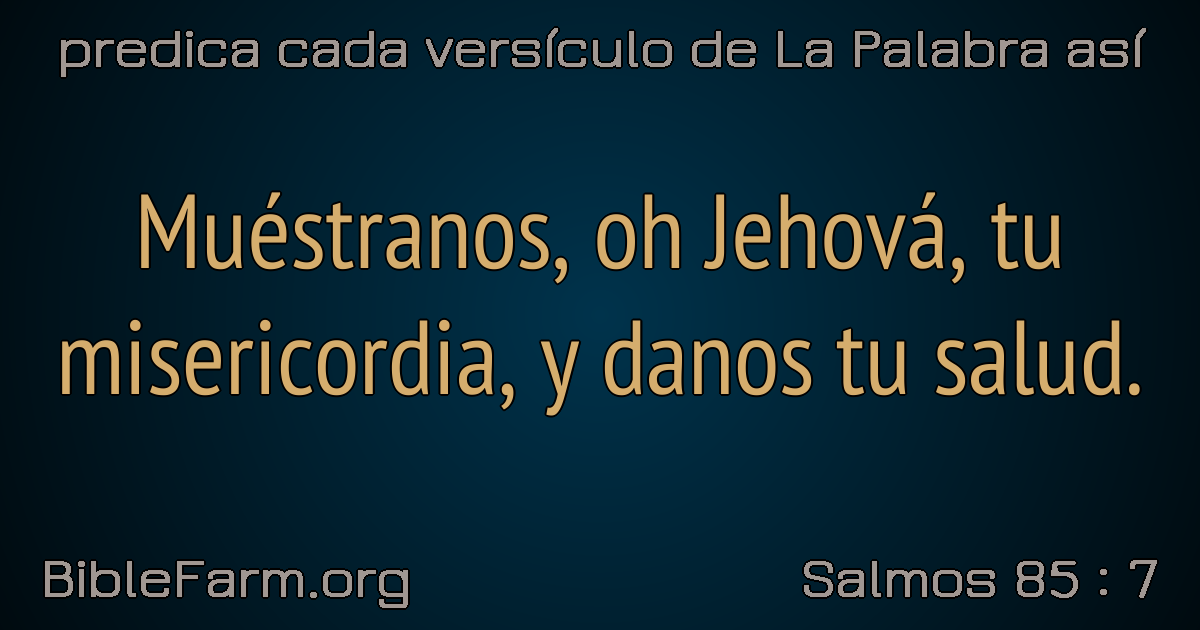 predica cada versículo de La Palabra así
Muéstranos, oh Jehová, tu
misericordia, y danos tu salud.
BibleFarm.org
Salmos 85 : 7